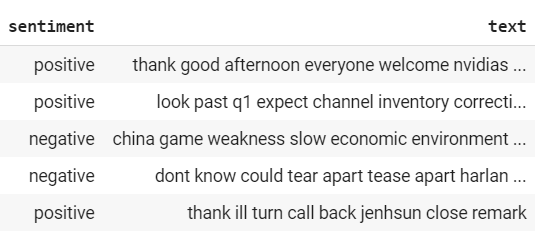 sentiment text
positive thank good afternoon everyone welcome nvidias ...
positive look past q1 expect channel inventory correcti...
negative china game weakness slow economic environment ...
negative dont know could tear apart tease apart harlan ...
positive thank ill turn call back jenhsun close remark